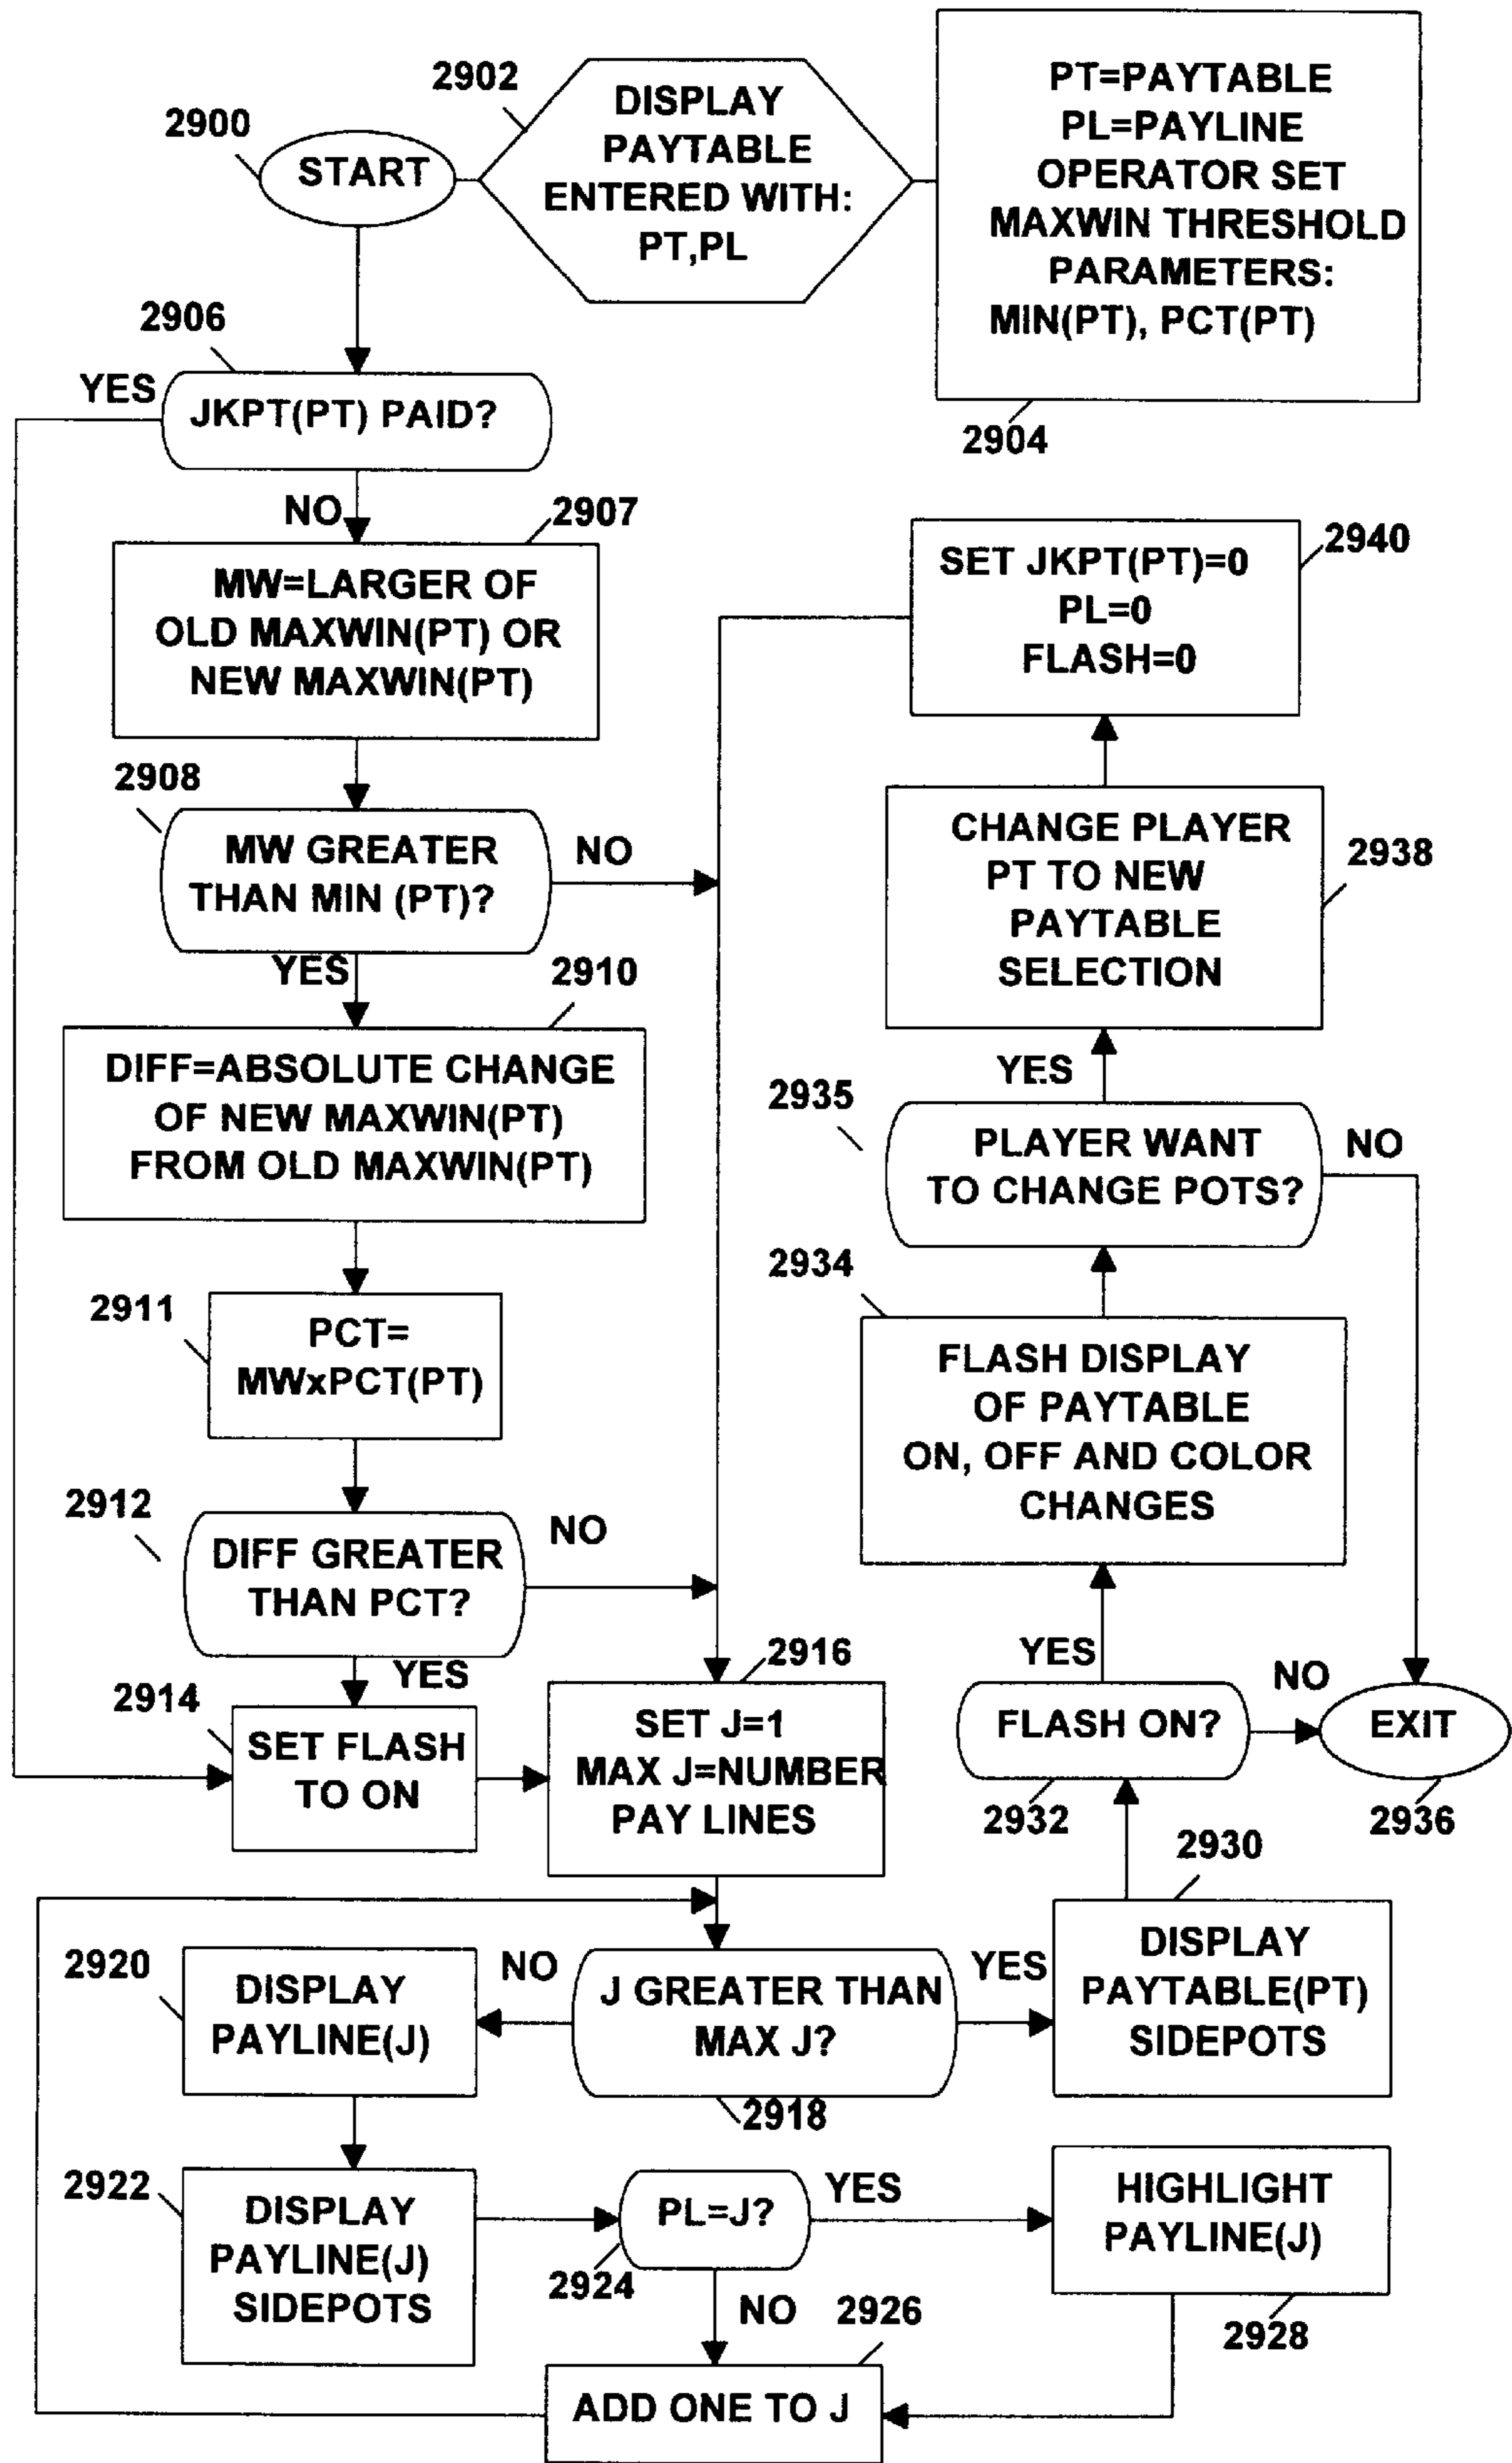 2900
START
2902
DISPLAY
PAYTABLE
ENTERED WITH:
PT,PL
PT=PAYTABLE
PL=PAYLINE
OPERATOR SET
MAXWIN THRESHOLD
PARAMETERS:
MIN(PT), PCT(PT)
2904
2906
YES
JKPT(PT) PAID?
NO
2907
MW=LARGER OF
OLD MAXWIN(PT) OR
NEW MAXWIN(PT)
2908
MW GREATER
THAN MIN (PT)?
NO
YES
2910
DIFF=ABSOLUTE CHANGE
OF NEW MAXWIN(PT)
FROM OLD MAXWIN(PT)
2911
PCT=
MWxPCT(PT)
2912
DIFF GREATER
THAN PCT?
NO
YES
2914
SET FLASH
TO ON
2916
SET J=1
MAX J=NUMBER
PAY LINES
J GREATER THAN
MAX J?
2918
NO
YES
2920
DISPLAY
PAYLINE(J)
2922
DISPLAY
PAYLINE(J)
SIDEPOTS
PL=J?
2924
YES
NO
2926
ADD ONE TO J
HIGHLIGHT
PAYLINE(J)
2928
2930
DISPLAY
PAYTABLE(PT)
SIDEPOTS
FLASH ON?
2932
YES
NO
EXIT
2936
2934
FLASH DISPLAY
OF PAYTABLE
ON, OFF AND COLOR
CHANGES
2935
PLAYER WANT
TO CHANGE POTS?
YES
NO
2938
CHANGE PLAYER
PT TO NEW
PAYTABLE
SELECTION
2940
SET JKPT(PT)=0
PL=0
FLASH=0